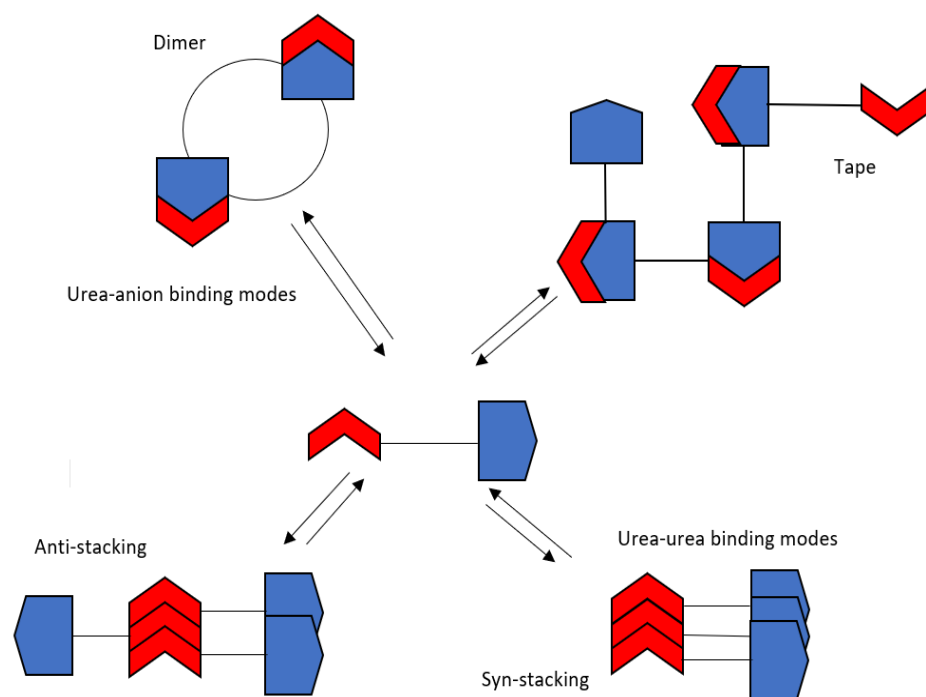 Dimer
Tape
Urea-anion binding modes
Anti-stacking
Urea-urea binding modes
Syn-stacking